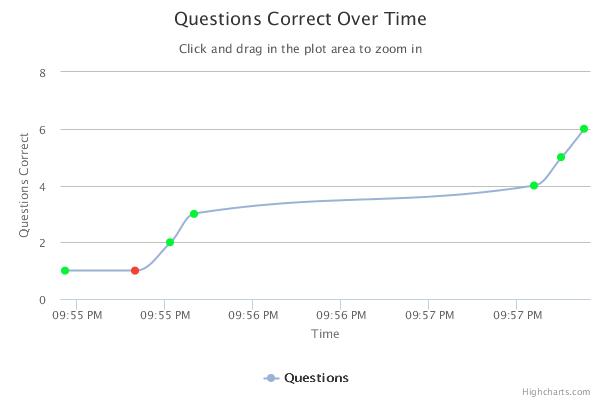 Questions Correct Over Time
Click and drag in the plot area to zoom in
8
6
4
2
0
Questions Correct
09:55 PM 09:55 PM 09:56 PM 09:56 PM 09:57 PM 09:57 PM
Time
Questions
Highcharts.com